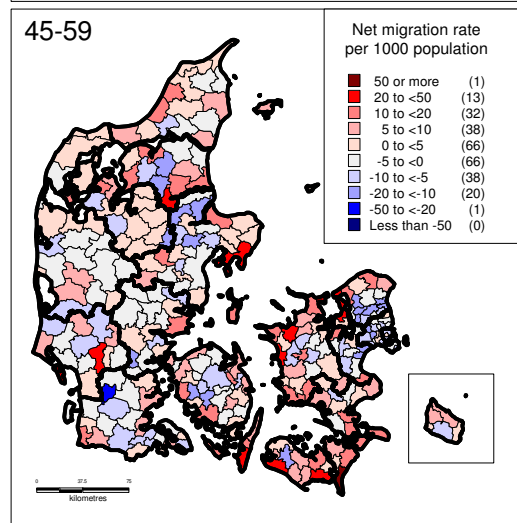 45-59
Net migration rate
per 1000 population
50 or more (1)
20 to <50 (13)
10 to <20 (32)
5 to <10 (38)
0 to <5 (66)
-5 to <0 (66)
-10 to <-5 (38)
-20 to <-10 (20)
-50 to <-20 (1)
Less than -50 (0)
0 37.5 75
kilometres